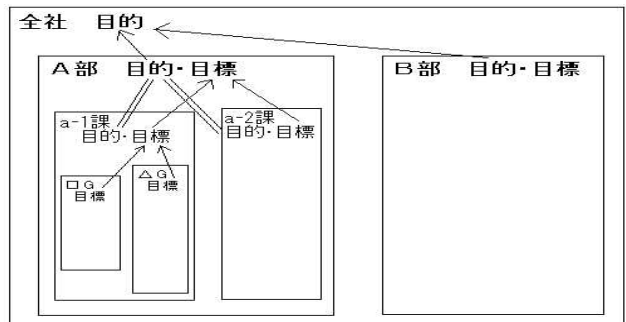 全社　目的
A部　目的・目標
B部　目的・目標
a-1課
目的・目標
a-2課
目的・目標
□G
目標
△G
目標